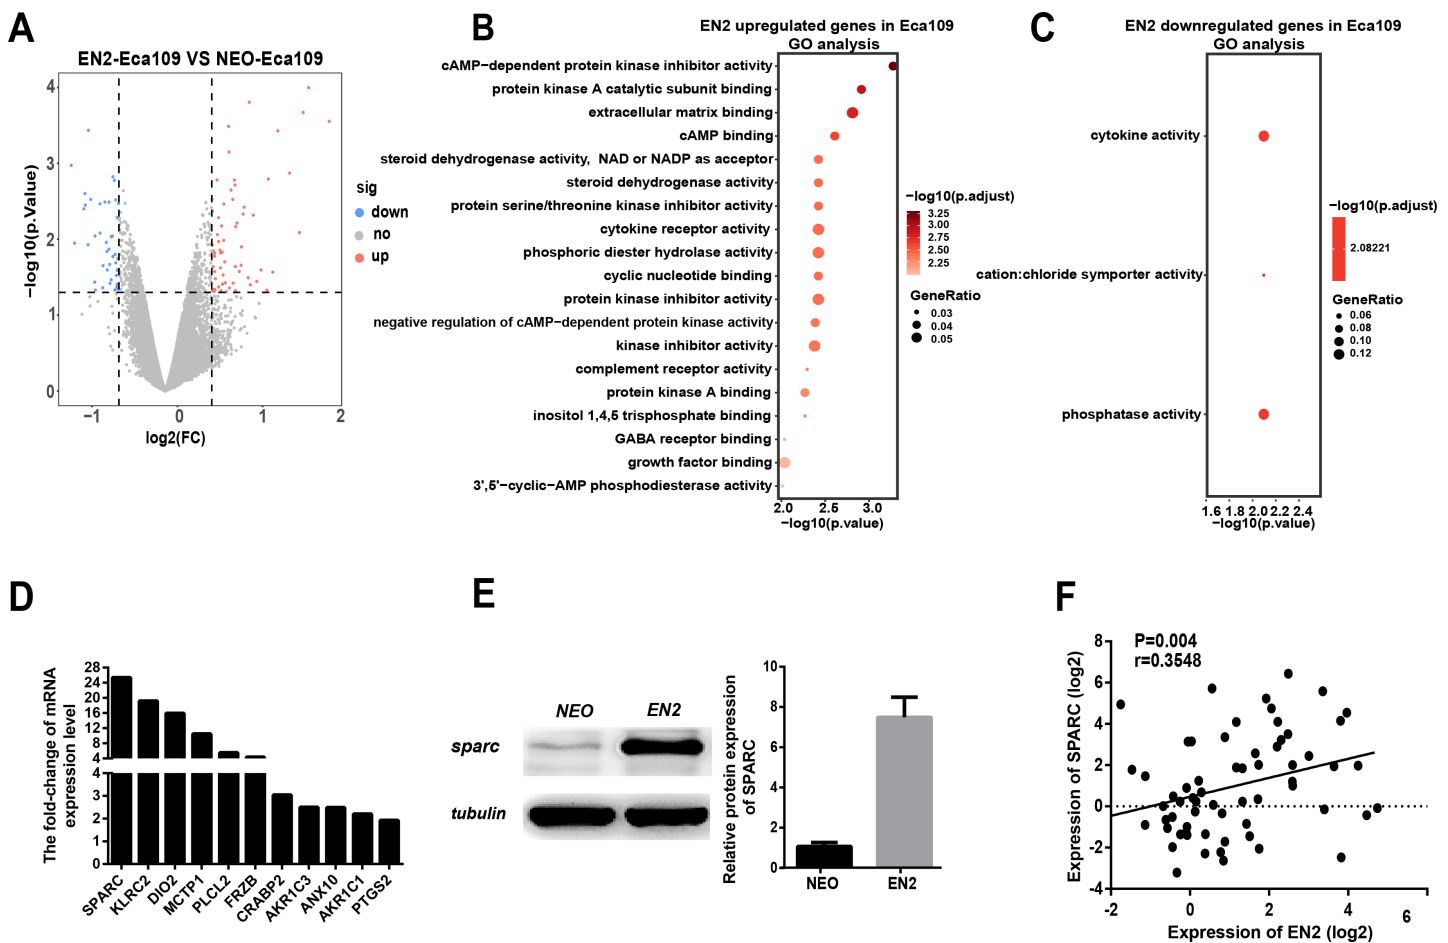 A
EN2-Eca109 VS NEO-Eca109
−log10(p.Value)
4
3
2
1
0
−1
0
1
2
log2(FC)
sig
down
no
up
B
EN2 upregulated genes in Eca109
GO analysis
cAMP−dependent protein kinase inhibitor activity
protein kinase A catalytic subunit binding
extracellular matrix binding
cAMP binding
steroid dehydrogenase activity, NAD or NADP as acceptor
steroid dehydrogenase activity
protein serine/threonine kinase inhibitor activity
cytokine receptor activity
phosphoric diester hydrolase activity
cyclic nucleotide binding
protein kinase inhibitor activity
negative regulation of cAMP−dependent protein kinase activity
kinase inhibitor activity
complement receptor activity
protein kinase A binding
inositol 1,4,5 trisphosphate binding
GABA receptor binding
growth factor binding
3',5'−cyclic−AMP phosphodiesterase activity
2.0 2.5 3.0
−log10(p.value)
−log10(p.adjust)
3.25
3.00
2.75
2.50
2.25
GeneRatio
0.03
0.04
0.05
C
EN2 downregulated genes in Eca109
GO analysis
cytokine activity
cation:chloride symporter activity
phosphatase activity
1.6 1.8 2.0 2.2 2.4
−log10(p.value)
−log10(p.adjust)
2.08221
GeneRatio
0.06
0.08
0.10
0.12
D
The fold-change of mRNA
expression level
28
24
20
16
12
8
4
4
3
2
1
0
SPARC
KLRC2
DIO2
MCTP1
PLCL2
FRZB
CRABP2
AKR1C3
ANX10
AKR1C1
PTGS2
E
NEO EN2
sparc
tubulin
Relative protein expression
of SPARC
10
8
6
4
2
0
NEO EN2
F
P=0.004
r=0.3548
Expression of SPARC (log2)
8
6
4
2
0
-2
-4
-2 0 2 4 6
Expression of EN2 (log2)